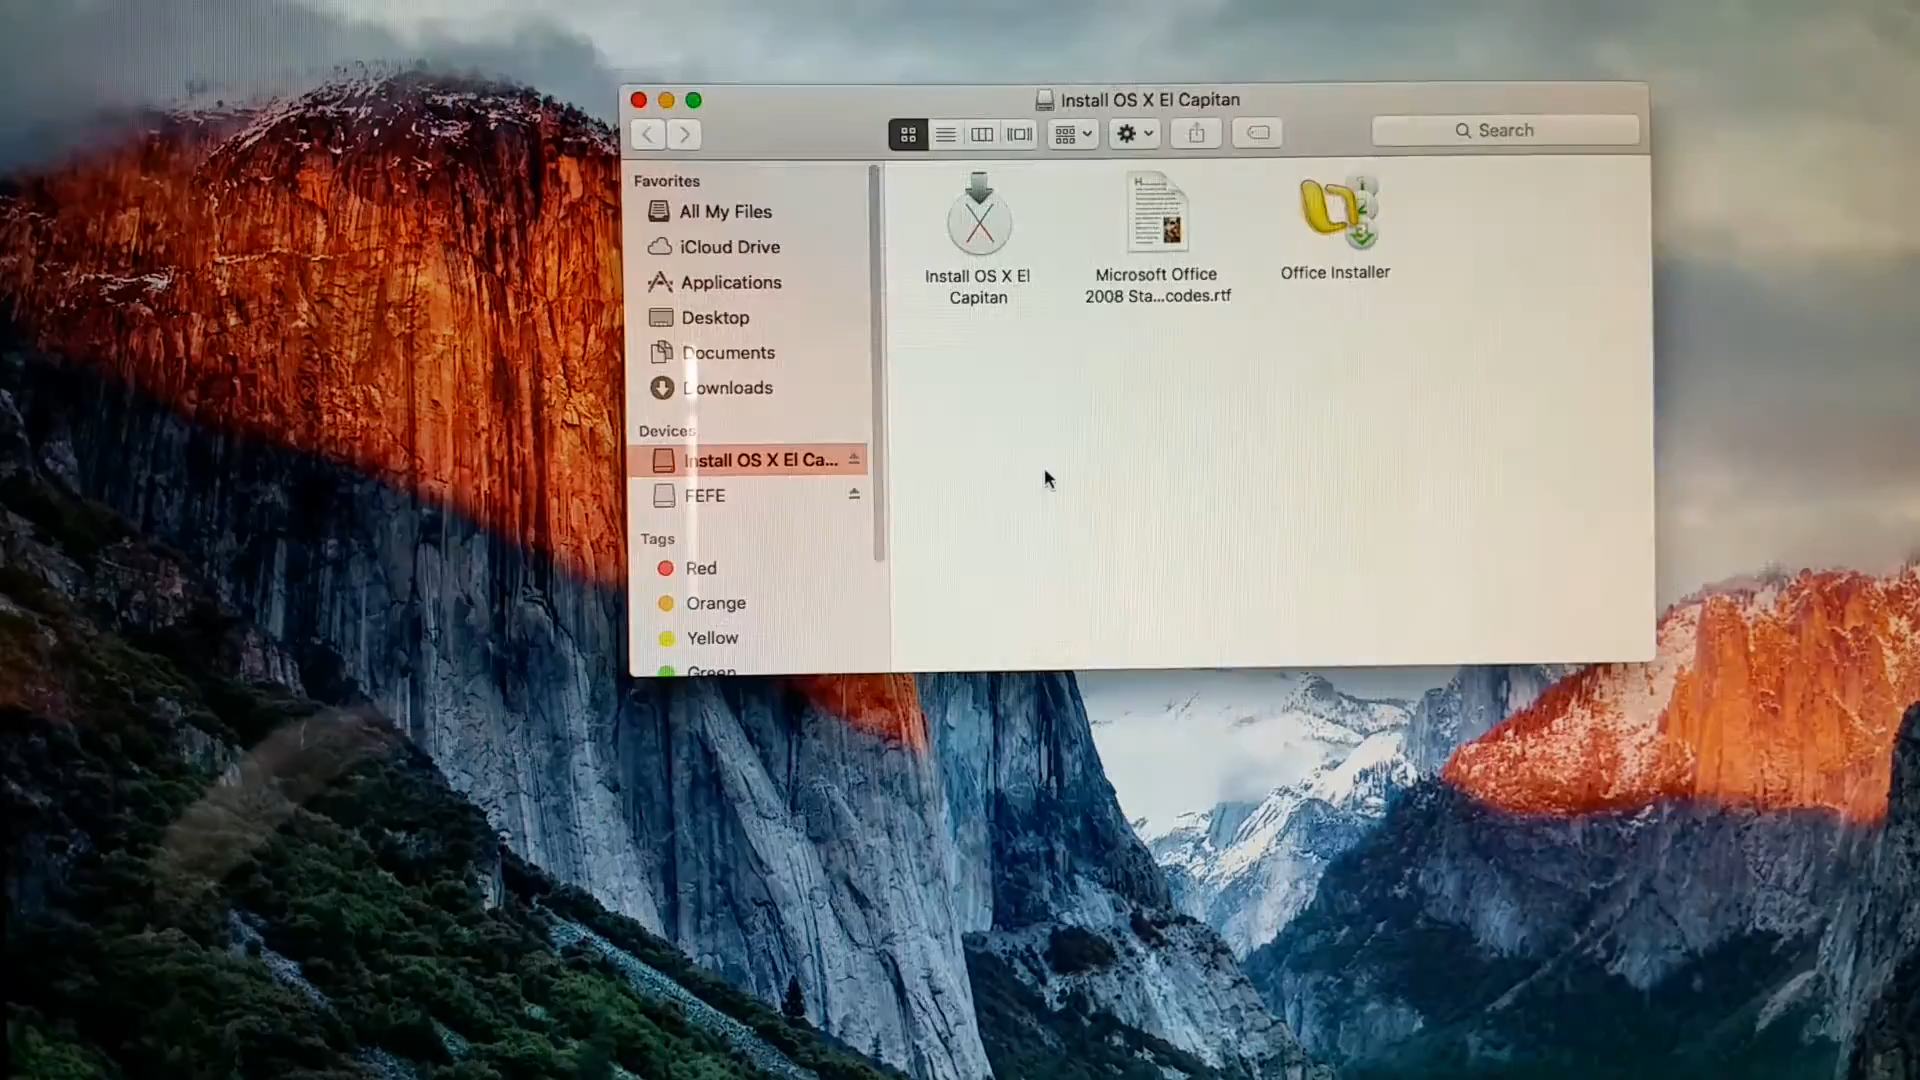 Install OS X El Capitan
Search
Favorites
All My Files
iCloud Drive
Applications
Desktop
Documents
Downloads
Devices
Install OS X El Ca...
FEFE
Tags
Red
Orange
Yellow
Green
Install OS X El
Capitan
Microsoft Office
2008 Sta...codes.rtf
Office Installer